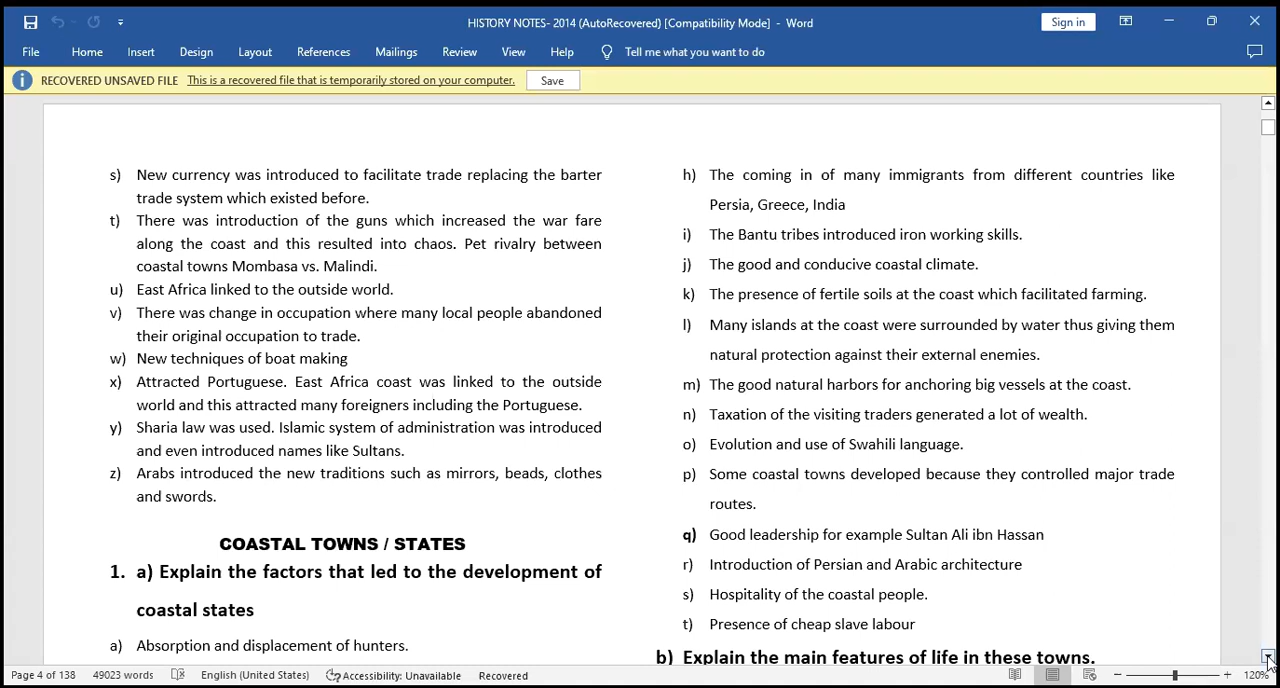 HISTORY NOTES- 2014 (AutoRecovered) [Compatibility Mode] - Word
Sign in
File Home Insert Design Layout References Mailings Review View Help Tell me what you want to do
RECOVERED UNSAVED FILE This is a recovered file that is temporarily stored on your computer. Save
s) New currency was introduced to facilitate trade replacing the barter
trade system which existed before.
t) There was introduction of the guns which increased the war fare
along the coast and this resulted into chaos. Pet rivalry between
coastal towns Mombasa vs. Malindi.
u) East Africa linked to the outside world.
v) There was change in occupation where many local people abandoned
their original occupation to trade.
w) New techniques of boat making
x) Attracted Portuguese. East Africa coast was linked to the outside
world and this attracted many foreigners including the Portuguese.
y) Sharia law was used. Islamic system of administration was introduced
and even introduced names like Sultans.
z) Arabs introduced the new traditions such as mirrors, beads, clothes
and swords.
COASTAL TOWNS / STATES
1. a) Explain the factors that led to the development of
coastal states
a) Absorption and displacement of hunters.
h) The coming in of many immigrants from different countries like
Persia, Greece, India
i) The Bantu tribes introduced iron working skills.
j) The good and conducive coastal climate.
k) The presence of fertile soils at the coast which facilitated farming.
l) Many islands at the coast were surrounded by water thus giving them
natural protection against their external enemies.
m) The good natural harbors for anchoring big vessels at the coast.
n) Taxation of the visiting traders generated a lot of wealth.
o) Evolution and use of Swahili language.
p) Some coastal towns developed because they controlled major trade
routes.
q) Good leadership for example Sultan Ali ibn Hassan
r) Introduction of Persian and Arabic architecture
s) Hospitality of the coastal people.
t) Presence of cheap slave labour
b) Explain the main features of life in these towns.
Page 4 of 138 49023 words English (United States) Accessibility: Unavailable Recovered 120%